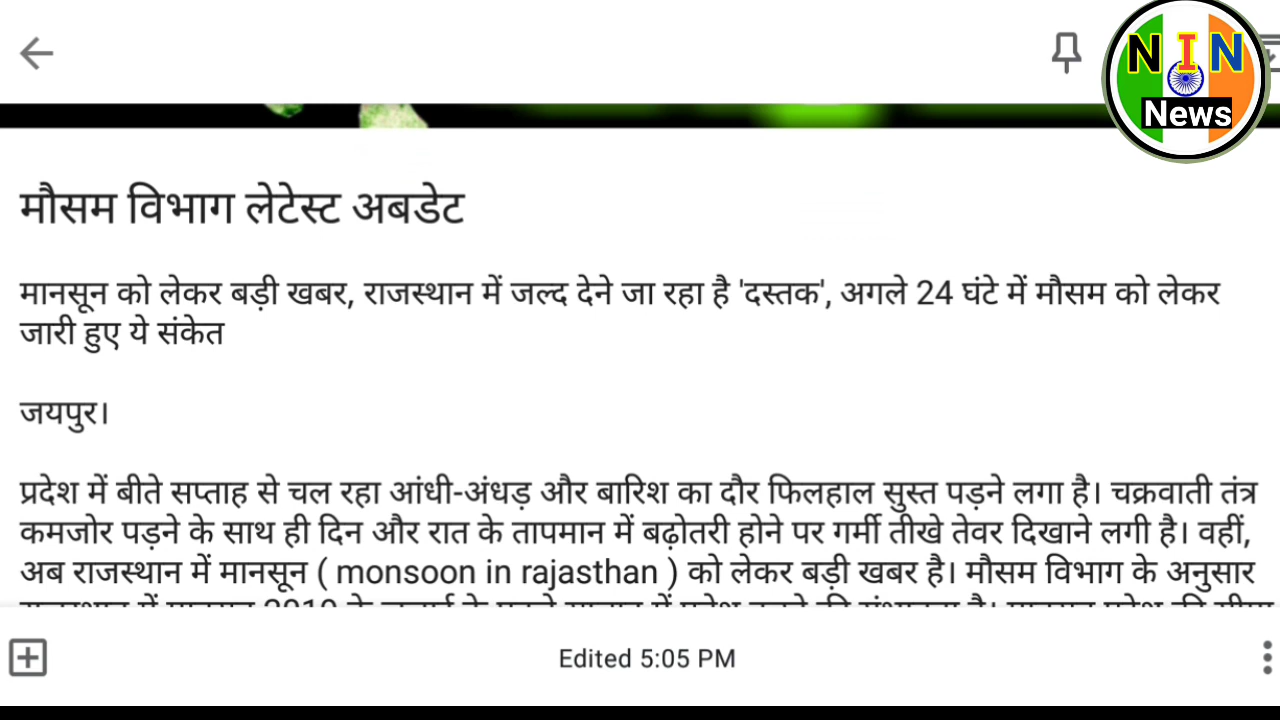 N I N
News
मौसम विभाग लेटेस्ट अबडेट
मानसून को लेकर बड़ी खबर, राजस्थान में जल्द देने जा रहा है 'दस्तक', अगले 24 घंटे में मौसम को लेकर
जारी हुए ये संकेत
जयपुर।
प्रदेश में बीते सप्ताह से चल रहा आंधी-अंधड़ और बारिश का दौर फिलहाल सुस्त पड़ने लगा है। चक्रवाती तंत्र
कमजोर पड़ने के साथ ही दिन और रात के तापमान में बढ़ोतरी होने पर गर्मी तीखे तेवर दिखाने लगी है। वहीं,
अब राजस्थान में मानसून ( monsoon in rajasthan ) को लेकर बड़ी खबर है। मौसम विभाग के अनुसार
Edited 5:05 PM